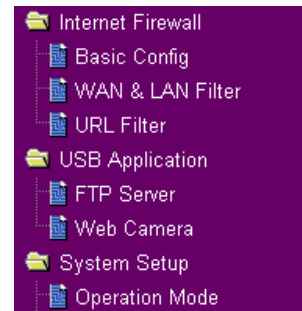 Internet Firewall
Basic Config
WAN & LAN Filter
URL Filter
USB Application
FTP Server
Web Camera
System Setup
Operation Mode